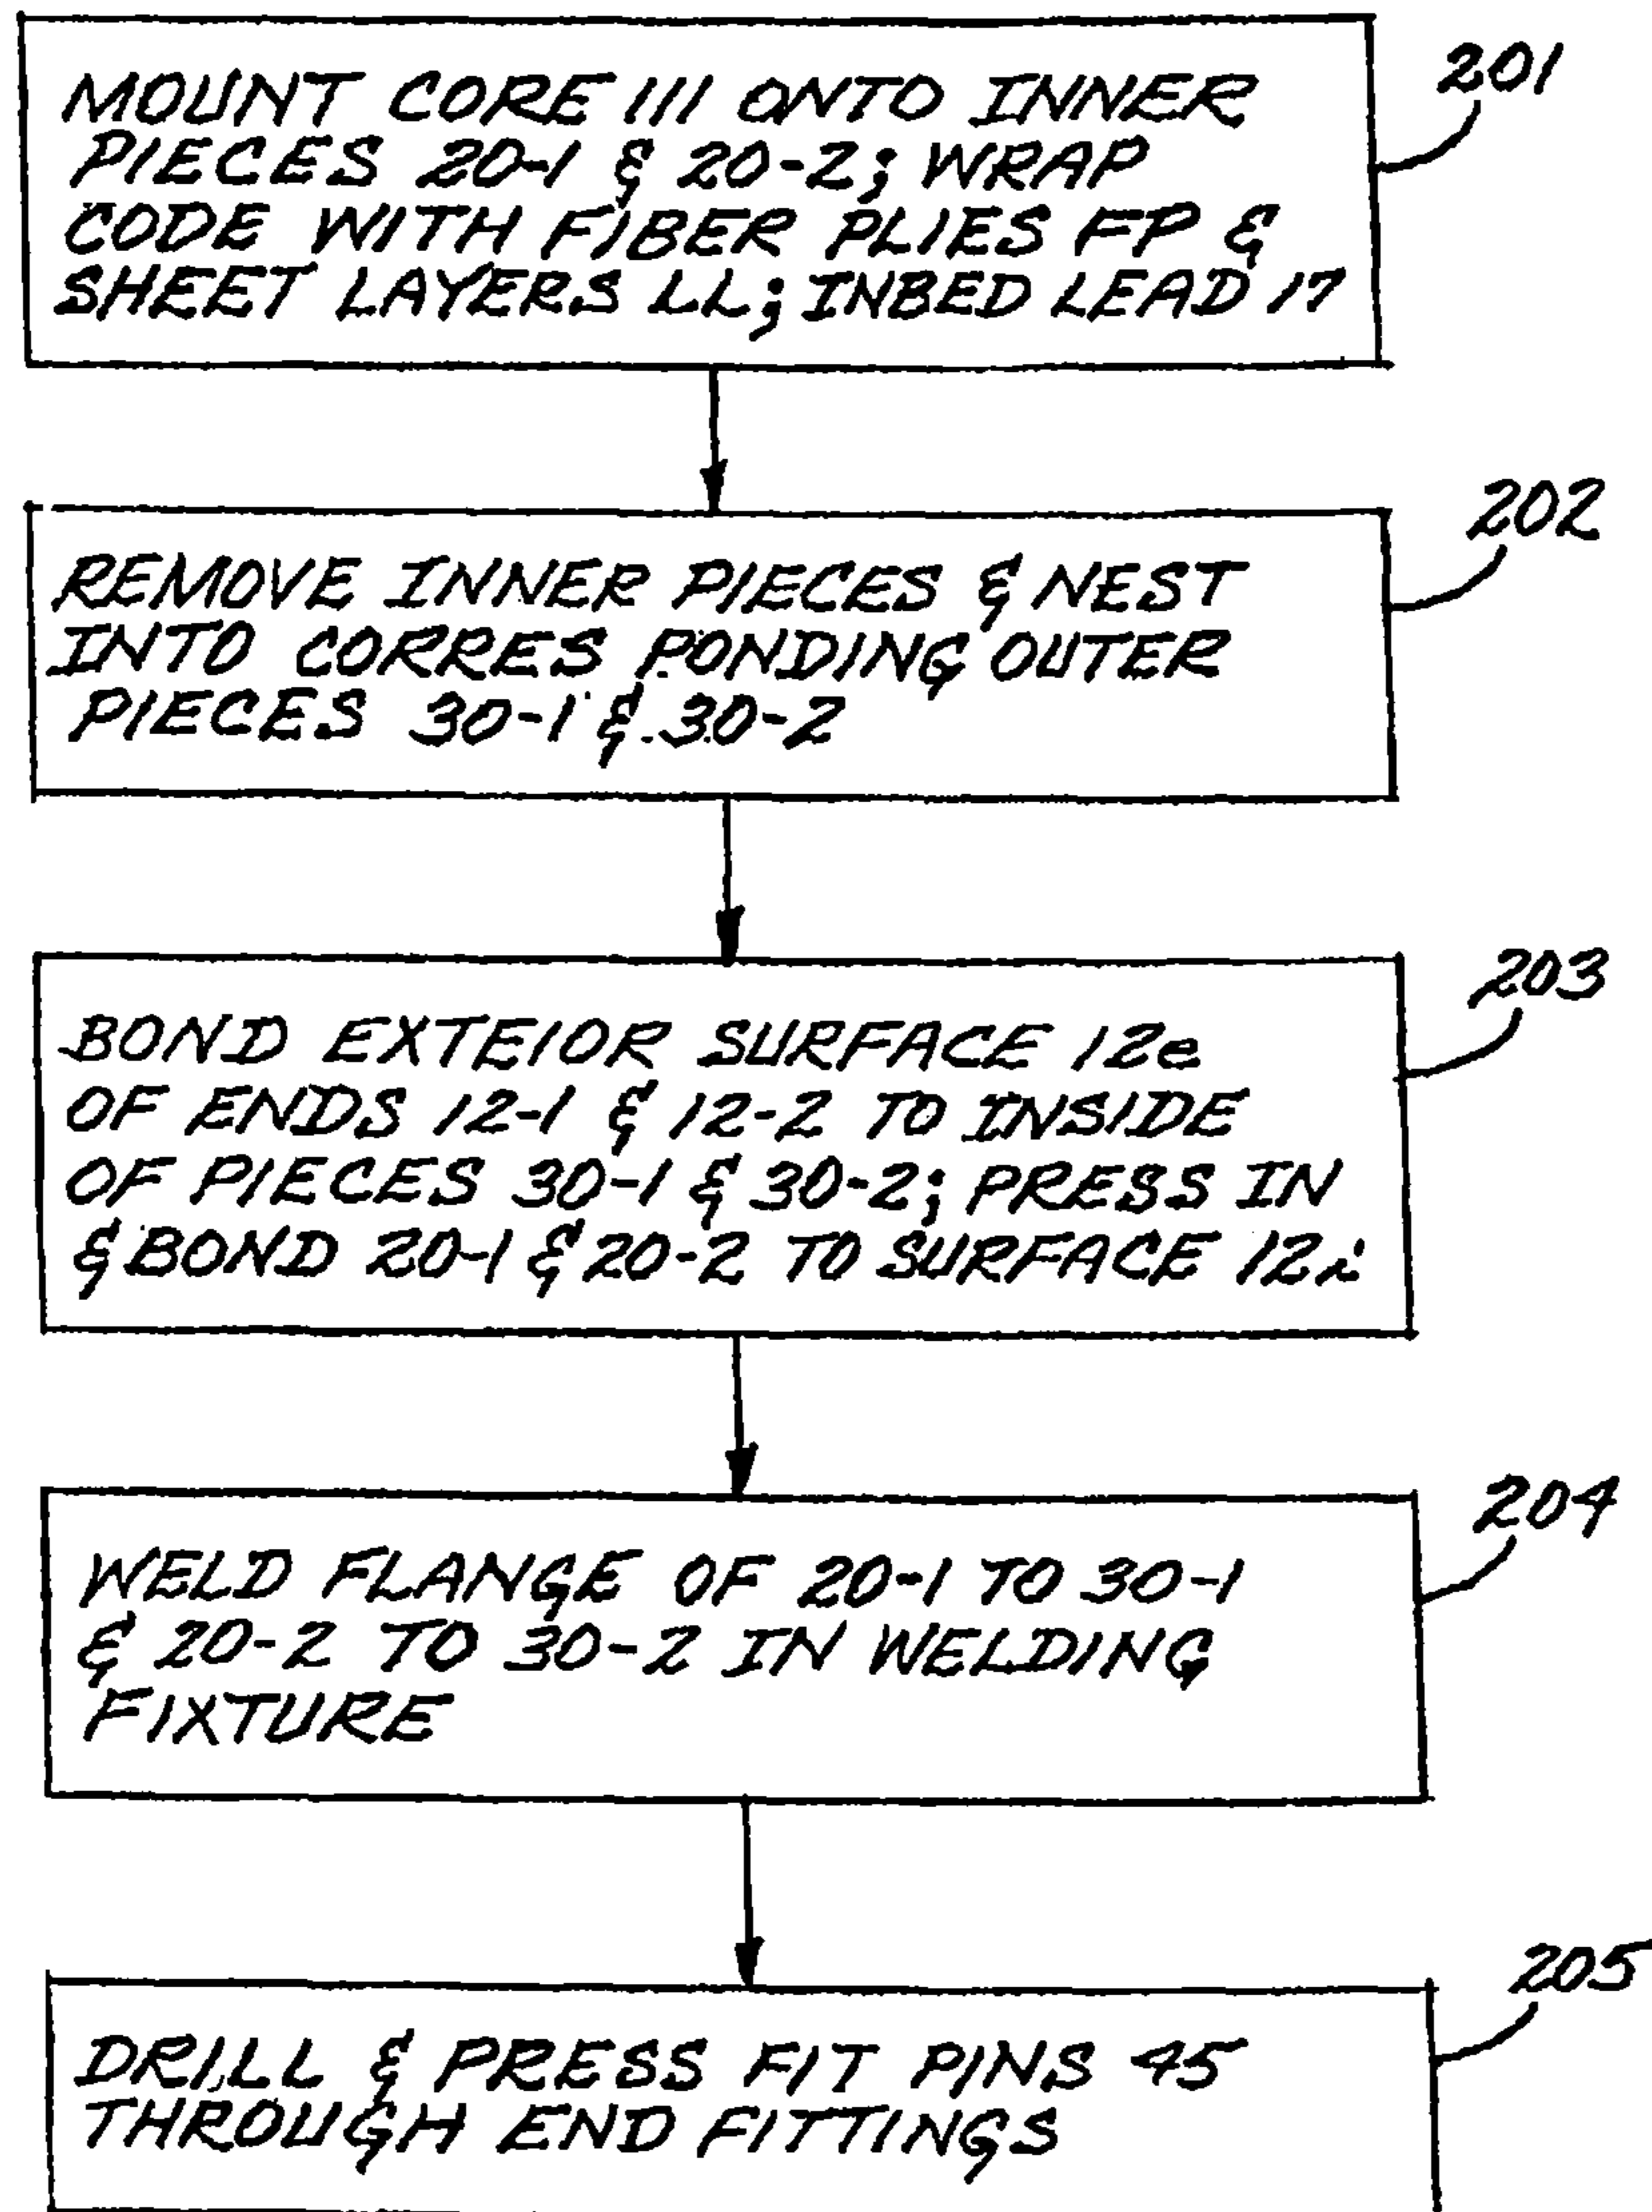 MOUNT CORE 111 ONTO INNER
PIECES 20-1 & 20-2; WRAP
CODE WITH FIBER PLIES FP &
SHEET LAYERS LL; INBED LEAD 17
201
REMOVE INNER PIECES & NEST
INTO CORRES PONDING OUTER
PIECES 30-1 & 30-2
202
BOND EXTEIOR SURFACE 12e
OF ENDS 12-1 & 12-2 TO INSIDE
OF PIECES 30-1 & 30-2; PRESS IN
& BOND 20-1 & 20-2 TO SURFACE 12i
203
WELD FLANGE OF 20-1 TO 30-1
& 20-2 TO 30-2 IN WELDING
FIXTURE
204
DRILL & PRESS FIT PINS 45
THROUGH END FITTINGS
205